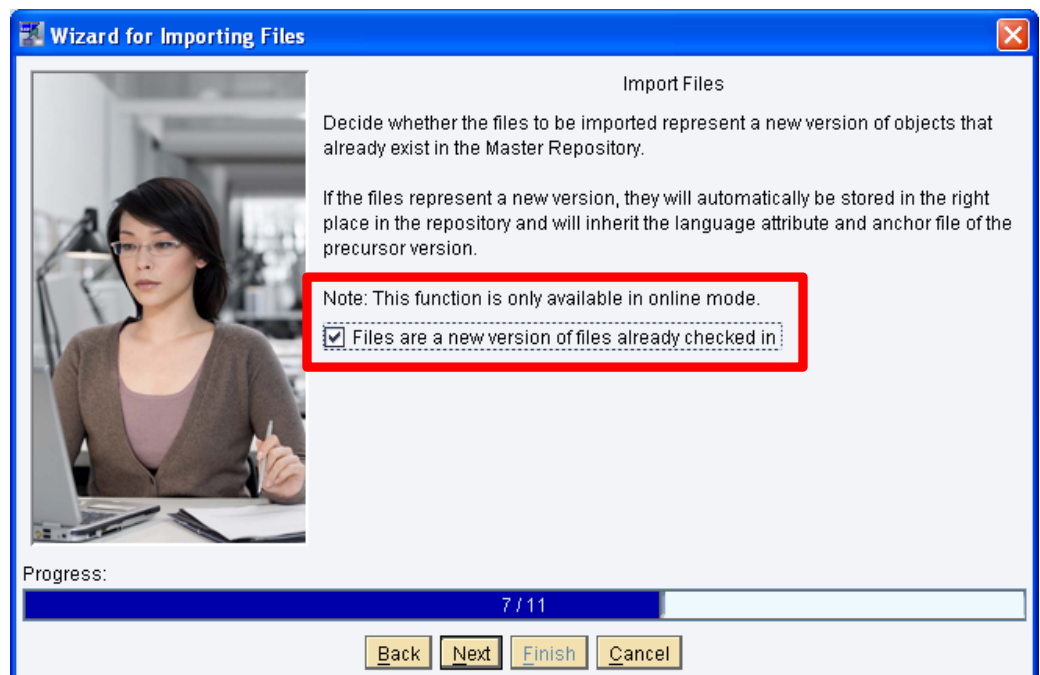 Wizard for Importing Files
Import Files
Decide whether the files to be imported represent a new version of objects that
already exist in the Master Repository.
If the files represent a new version, they will automatically be stored in the right
place in the repository and will inherit the language attribute and anchor file of the
precursor version.
Note: This function is only available in online mode.
Files are a new version of files already checked in
Progress:
7 / 11
Back Next Finish Cancel